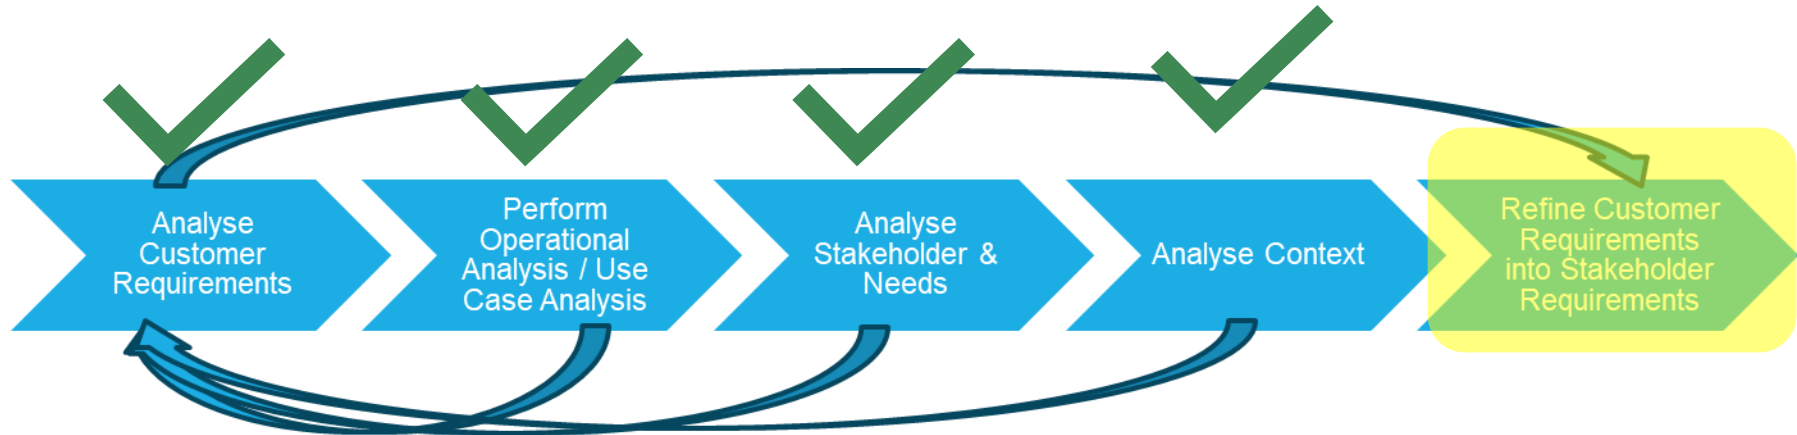 Analyse
Customer
Requirements
Perform
Operational
Analysis / Use
Case Analysis
Analyse
Stakeholder &
Needs
Analyse Context
Refine Customer
Requirements
into Stakeholder
Requirements